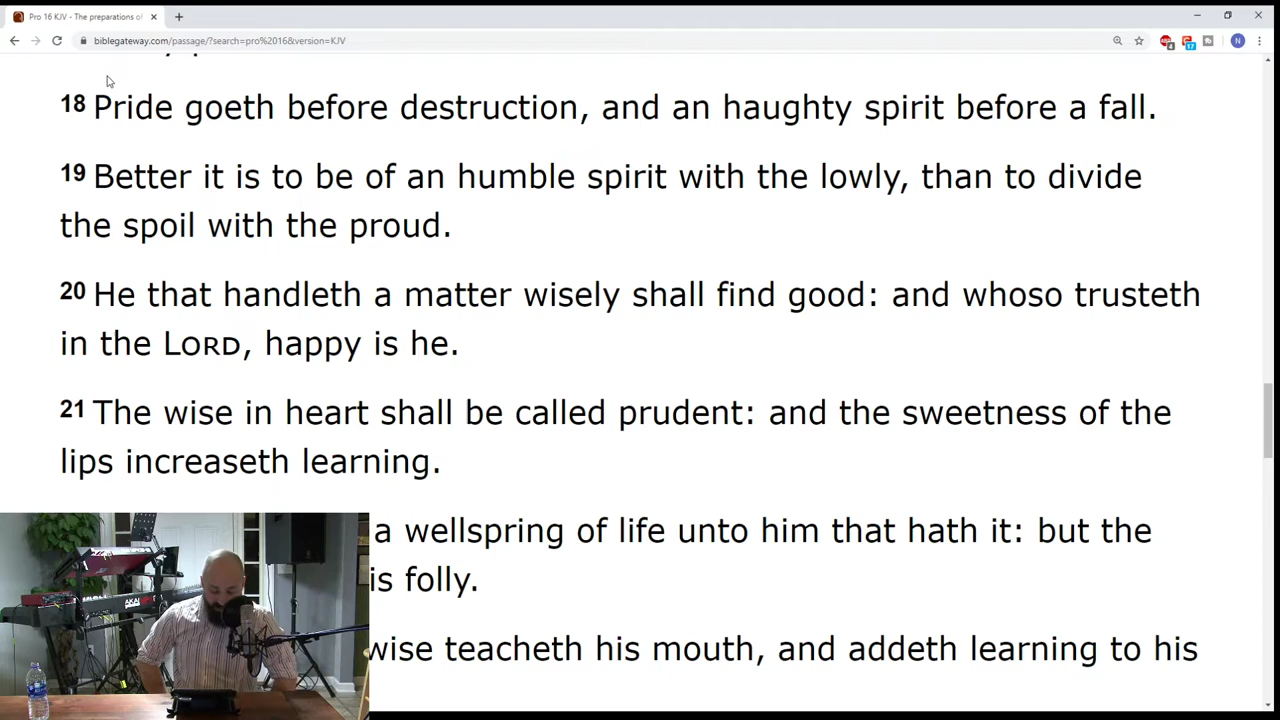 Pro 16 KJV - The preparations of
biblegateway.com/passage/?search=pro%2016&version=KJV
4
17
N
18 Pride goeth before destruction, and an haughty spirit before a fall.
19 Better it is to be of an humble spirit with the lowly, than to divide
the spoil with the proud.
20 He that handleth a matter wisely shall find good: and whoso trusteth
in the LORD, happy is he.
21 The wise in heart shall be called prudent: and the sweetness of the
lips increaseth learning.
a wellspring of life unto him that hath it: but the
is folly.
wise teacheth his mouth, and addeth learning to his
AKAI